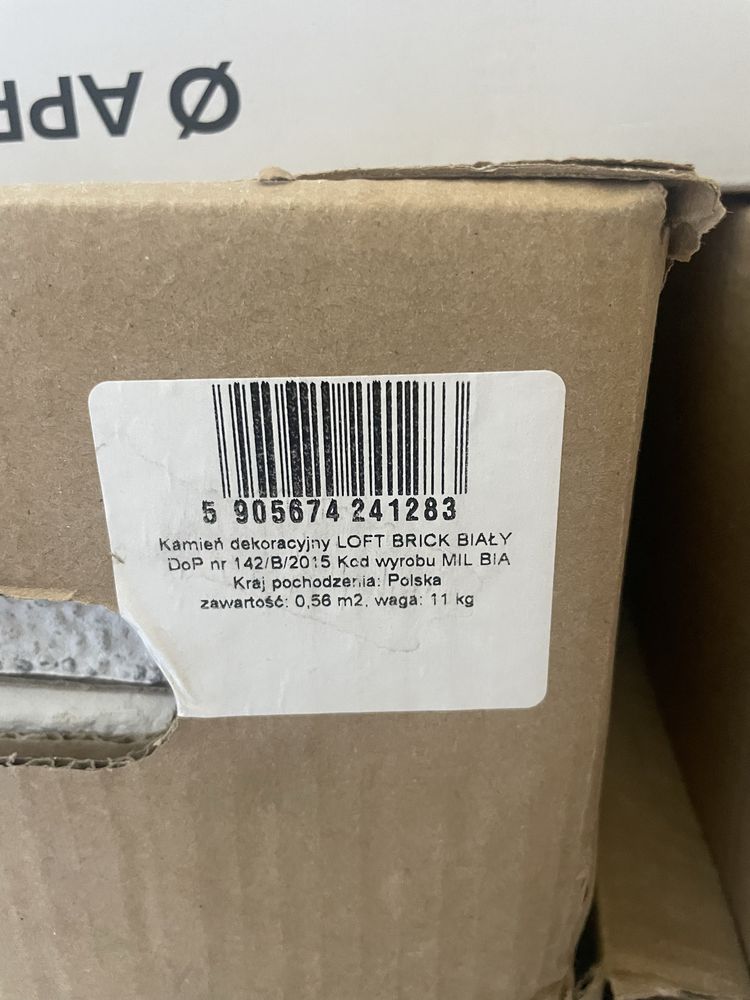 Ø APP
5 905674 241283
Kamień dekoracyjny LOFT BRICK BIAŁY
DoP nr 142/B/2015 Kod wyrobu MIL BIA
Kraj pochodzenia: Polska
zawartość: 0,56 m2, waga: 11 kg